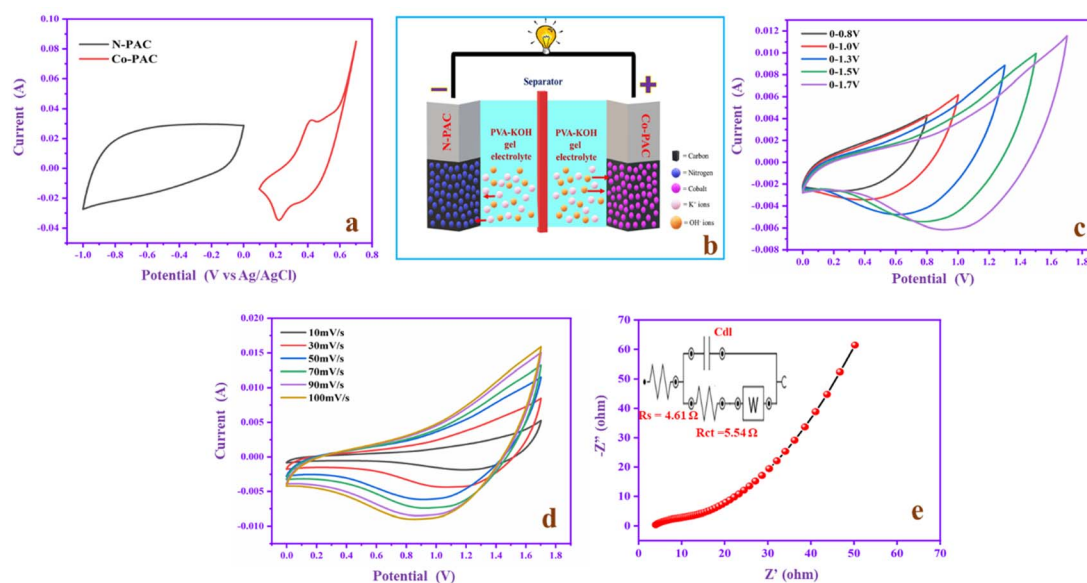 0.10
0.08
0.06
0.04
0.02
0.00
-0.02
-0.04
Current (A)
N-PAC
Co-PAC
a
-1.0 -0.8 -0.6 -0.4 -0.2 0.0 0.2 0.4 0.6 0.8
Potential (V vs Ag/AgCl)
Separator
− +
N-PAC
PVA-KOH
gel
electrolyte
PVA-KOH
gel
electrolyte
Co-PAC
= Carbon
= Nitrogen
= Cobalt
= K⁺ ions
= OH⁻ ions
b
0.012
0.010
0.008
0.006
0.004
0.002
0.000
-0.002
-0.004
-0.006
-0.008
Current (A)
0-0.8V
0-1.0V
0-1.3V
0-1.5V
0-1.7V
c
0.0 0.2 0.4 0.6 0.8 1.0 1.2 1.4 1.6 1.8
Potential (V)
0.020
0.015
0.010
0.005
0.000
-0.005
-0.010
Current (A)
10mV/s
30mV/s
50mV/s
70mV/s
90mV/s
100mV/s
d
0.0 0.2 0.4 0.6 0.8 1.0 1.2 1.4 1.6 1.8
Potential (V)
70
60
50
40
30
20
10
0
-Z” (ohm)
Cdl
W
Rs = 4.61 Ω
Rct =5.54 Ω
e
0 10 20 30 40 50 60 70
Z’ (ohm)